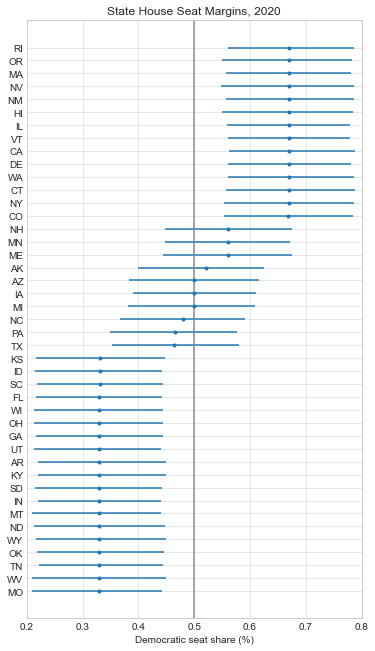 State House Seat Margins, 2020
RI
OR
MA
NV
NM
HI
IL
VT
CA
DE
WA
CT
NY
CO
NH
MN
ME
AK
AZ
IA
MI
NC
PA
TX
KS
ID
SC
FL
WI
OH
GA
UT
AR
KY
SD
IN
MT
ND
WY
OK
TN
WV
MO
0.2 0.3 0.4 0.5 0.6 0.7 0.8
Democratic seat share (%)